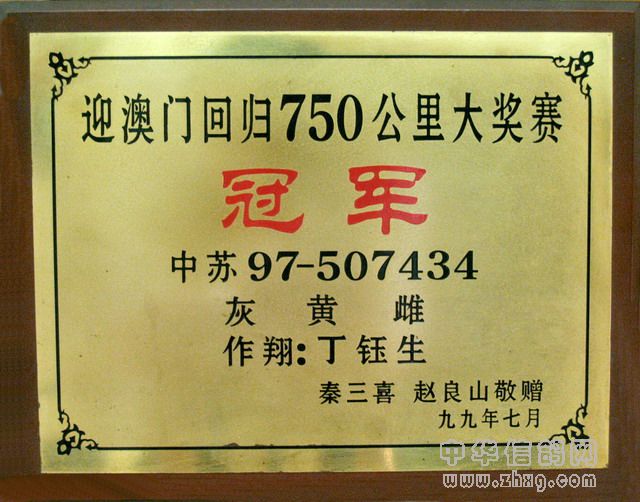 迎澳门回归750公里大奖赛
冠军
中苏 97-507434
灰 黄 雌
作翔:丁钰生
秦三喜 赵良山敬赠
九九年七月
中华信鸽网
www.zhxg.com